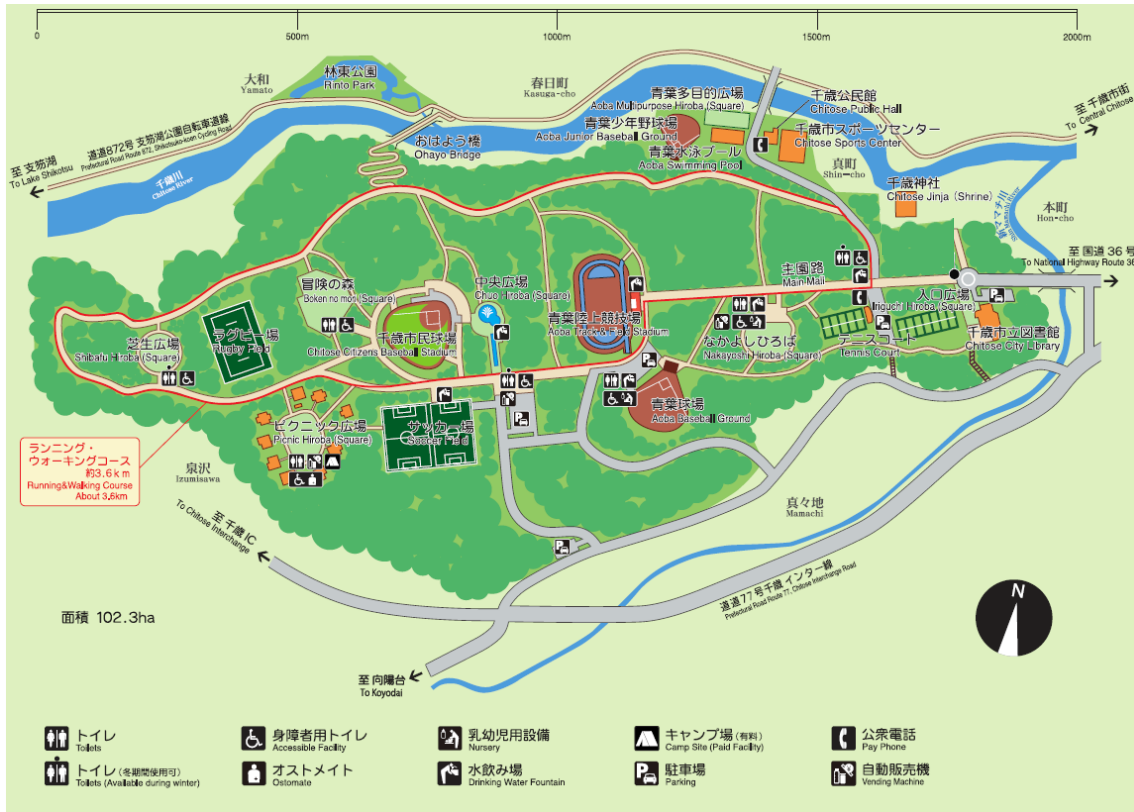 0
500m
1000m
1500m
2000m
大和
Yamato
林東公園
Rinto Park
春日町
Kasuga-cho
青葉多目的広場
Aoba Multipurpose Hiroba (Square)
千歳公民館
Chitose Public Hall
至 千歳市街
To Central Chitose
青葉少年野球場
Aoba Junior Baseball Ground
千歳市スポーツセンター
Chitose Sports Center
おはよう橋
Ohayo Bridge
青葉水泳プール
Aoba Swimming Pool
真町
Shin-cho
道道872号 支笏湖公園自転車道線
Prefectural Road Route 872, Shikotsuko-koen Cycling Road
至 支笏湖
To Lake Shikotsu
千歳川
Chitose River
千歳神社
Chitose Jinja (Shrine)
本町
Hon-cho
至 国道 36 号
To National Highway Route 36
主園路
Main Mall
入口広場
Iriguchi Hiroba (Square)
冒険の森
Boken no mori (Square)
中央広場
Chuo Hiroba (Square)
青葉陸上競技場
Aoba Track & Field Stadium
なかよしひろば
Nakayoshi Hiroba (Square)
テニスコート
Tennis Court
千歳市立図書館
Chitose City Library
千歳市民球場
Chitose Citizens Baseball Stadium
ラグビー場
Rugby Field
芝生広場
Shibafu Hiroba (Square)
青葉球場
Aoba Baseball Ground
ピクニック広場
Picnic Hiroba (Square)
サッカー場
Soccer Field
ランニング・
ウオーキングコース
約3.6km
Running&Walking Course
About 3.6km
泉沢
Izumisawa
至 千歳IC
To Chitose Interchange
真々地
Mamachi
道道77号千歳インター線
Prefectural Road Route 77, Chitose Interchange Road
面積 102.3ha
N
至 向陽台
To Koyodai
トイレ
Toilets
身障者用トイレ
Accessible Facility
乳幼児用設備
Nursery
キャンプ場 (有料)
Camp Site (Paid Facility)
公衆電話
Pay Phone
トイレ (冬期間使用可)
Toilets (Available during winter)
オストメイト
Ostomate
水飲み場
Drinking Water Fountain
駐車場
Parking
自動販売機
Vending Machine